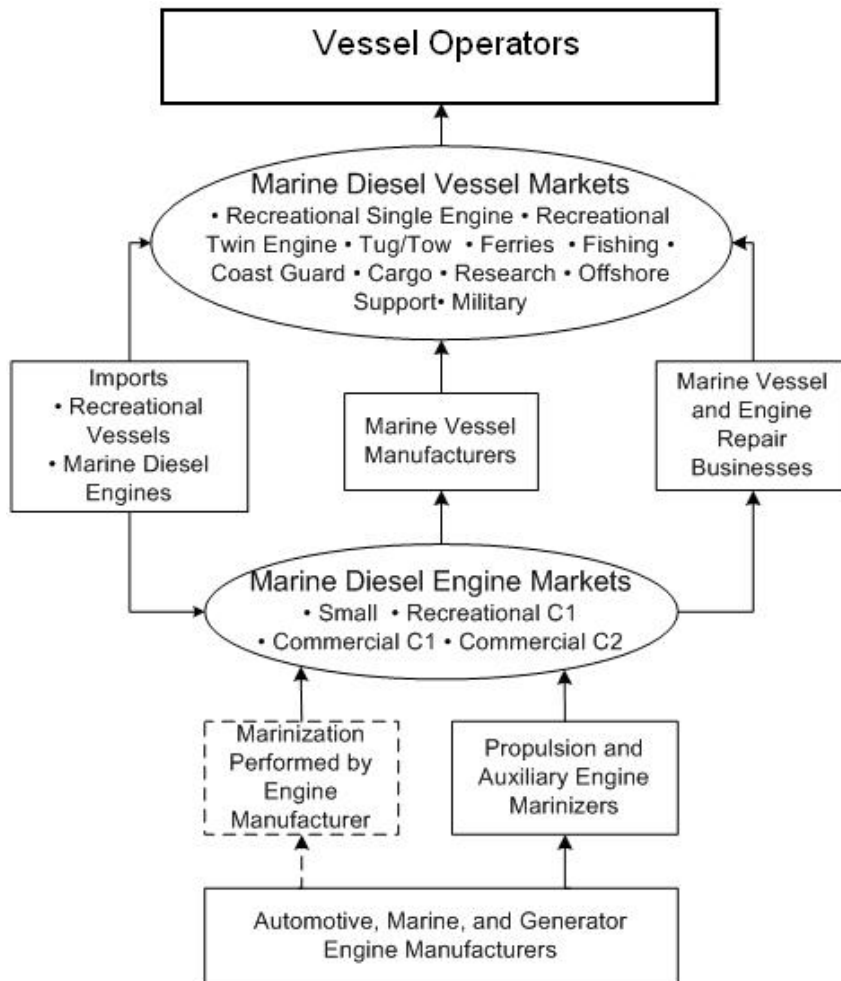 Vessel Operators
Marine Diesel Vessel Markets
• Recreational Single Engine • Recreational
Twin Engine • Tug/Tow • Ferries • Fishing •
Coast Guard • Cargo • Research • Offshore
Support• Military
Imports
• Recreational
Vessels
• Marine Diesel
Engines
Marine Vessel
Manufacturers
Marine Vessel
and Engine
Repair
Businesses
Marine Diesel Engine Markets
• Small • Recreational C1
• Commercial C1 • Commercial C2
Marinization
Performed by
Engine
Manufacturer
Propulsion and
Auxiliary Engine
Marinizers
Automotive, Marine, and Generator
Engine Manufacturers